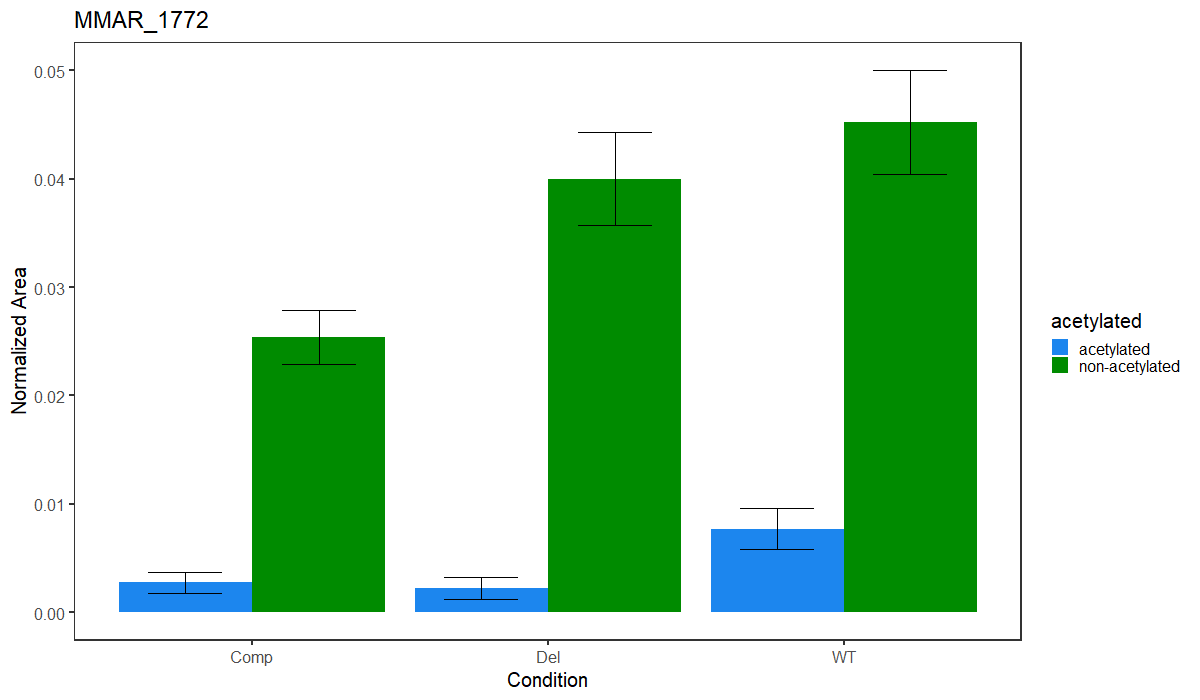 MMAR_1772
Normalized Area
0.05
0.04
0.03
0.02
0.01
0.00
Comp
Del
WT
Condition
acetylated
acetylated
non-acetylated